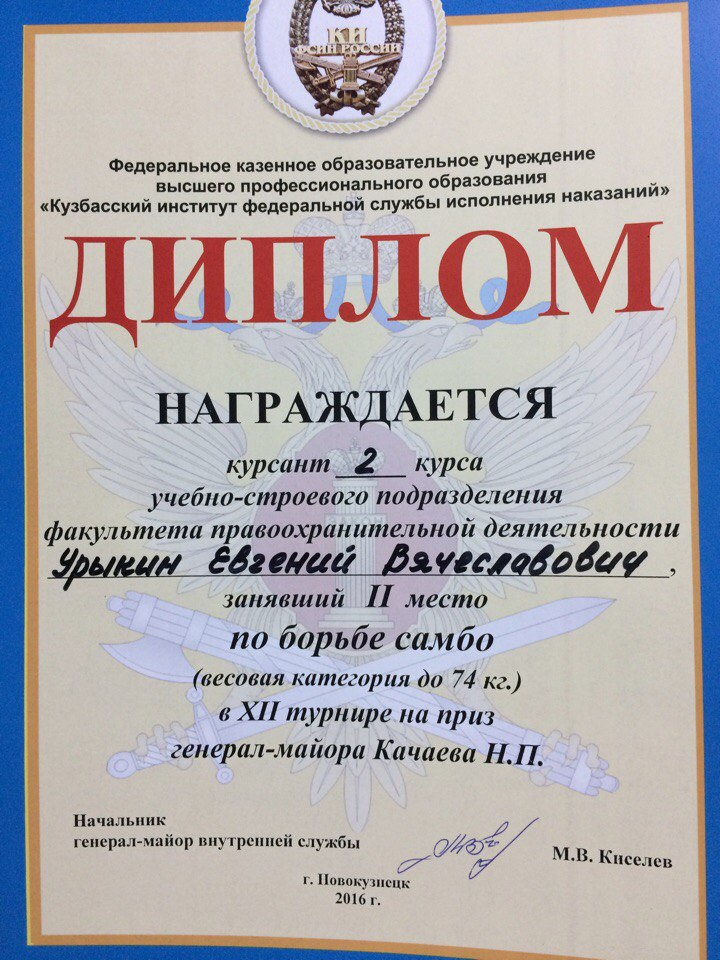 КИ
ФСИН РОССИИ
Федеральное казенное образовательное учреждение
высшего профессионального образования
«Кузбасский институт федеральной службы исполнения наказаний»
ДИПЛОМ
НАГРАЖДАЕТСЯ
курсант 2 курса
учебно-строевого подразделения
факультета правоохранительной деятельности
Урыкин Евгений Вячеславович,
занявший II место
по борьбе самбо
(весовая категория до 74 кг.)
в XII турнире на приз
генерал-майора Качаева Н.П.
Начальник
генерал-майор внутренней службы
М.В. Киселев
г. Новокузнецк
2016 г.